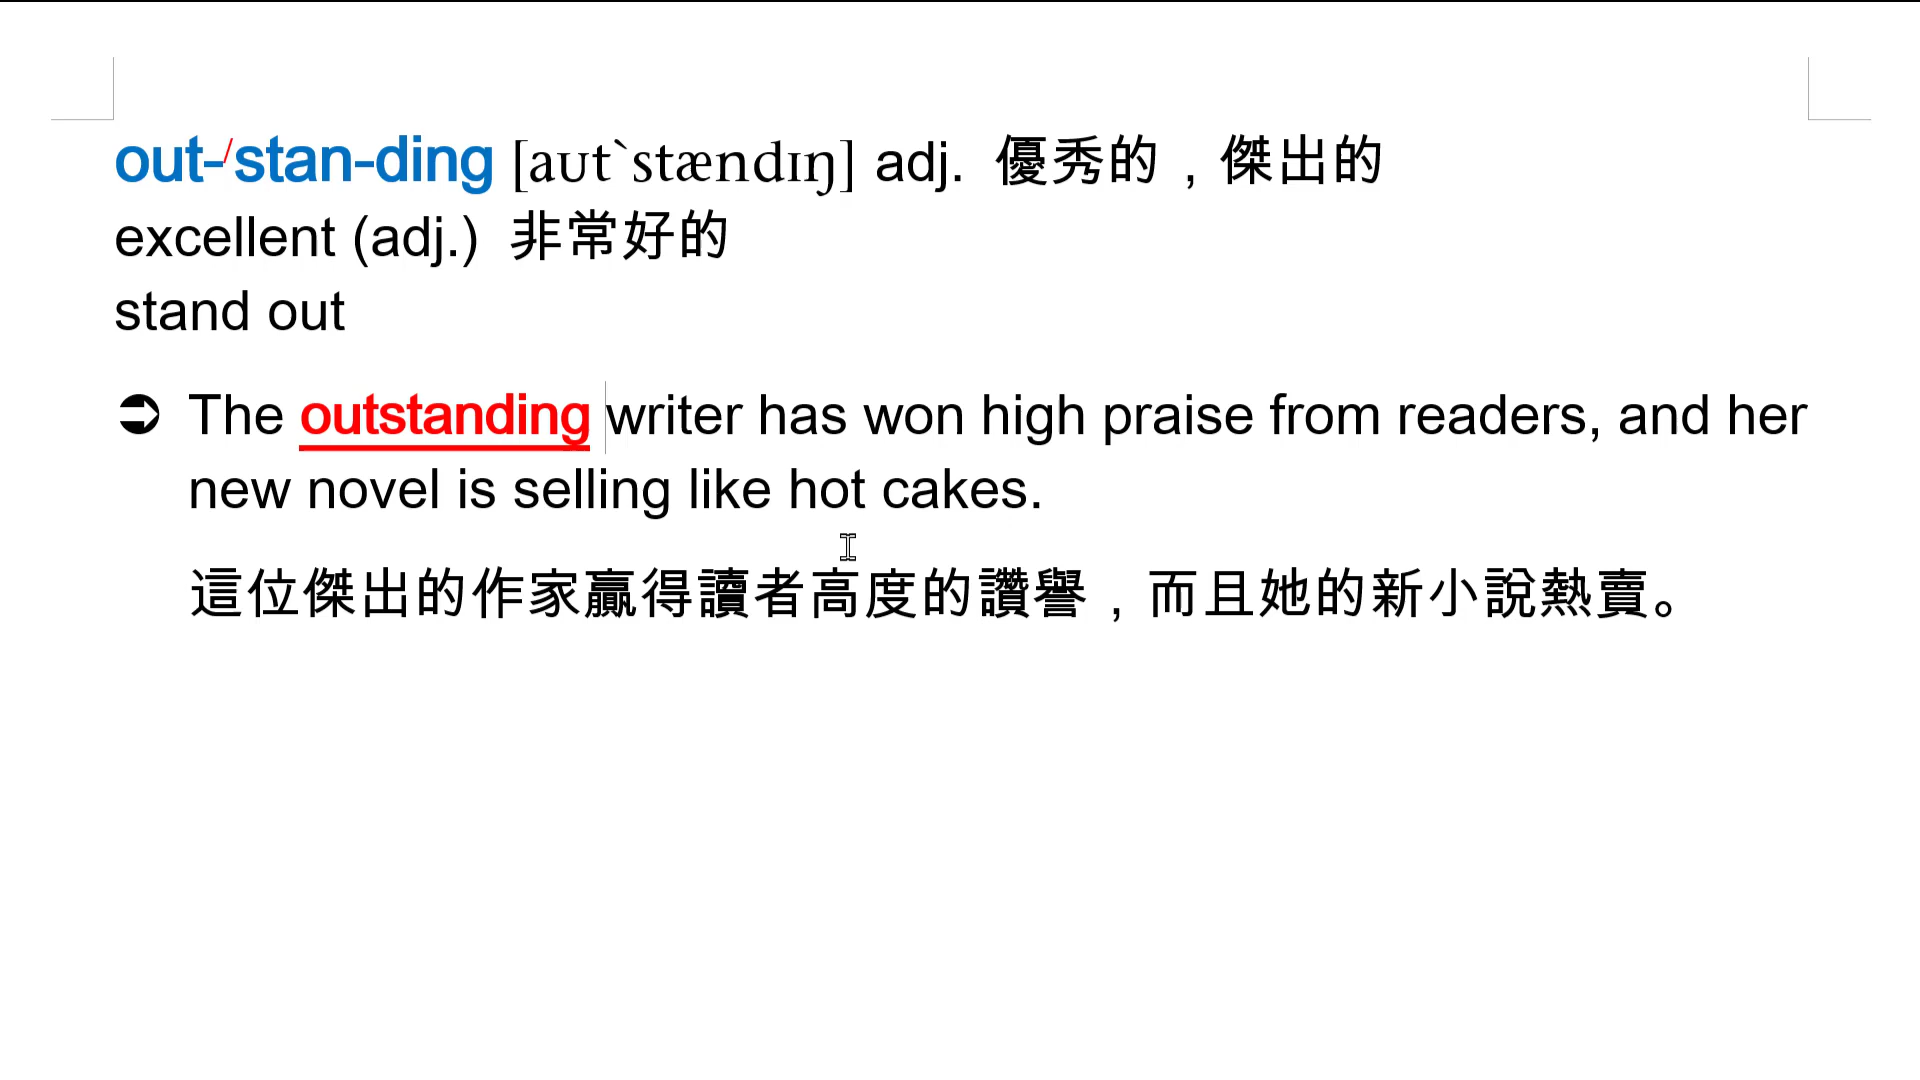 out-/stan-ding [aʊt`stændɪŋ] adj. 優秀的，傑出的
excellent (adj.) 非常好的
stand out
➲ The outstanding writer has won high praise from readers, and her
new novel is selling like hot cakes.
這位傑出的作家贏得讀者高度的讚譽，而且她的新小說熱賣。